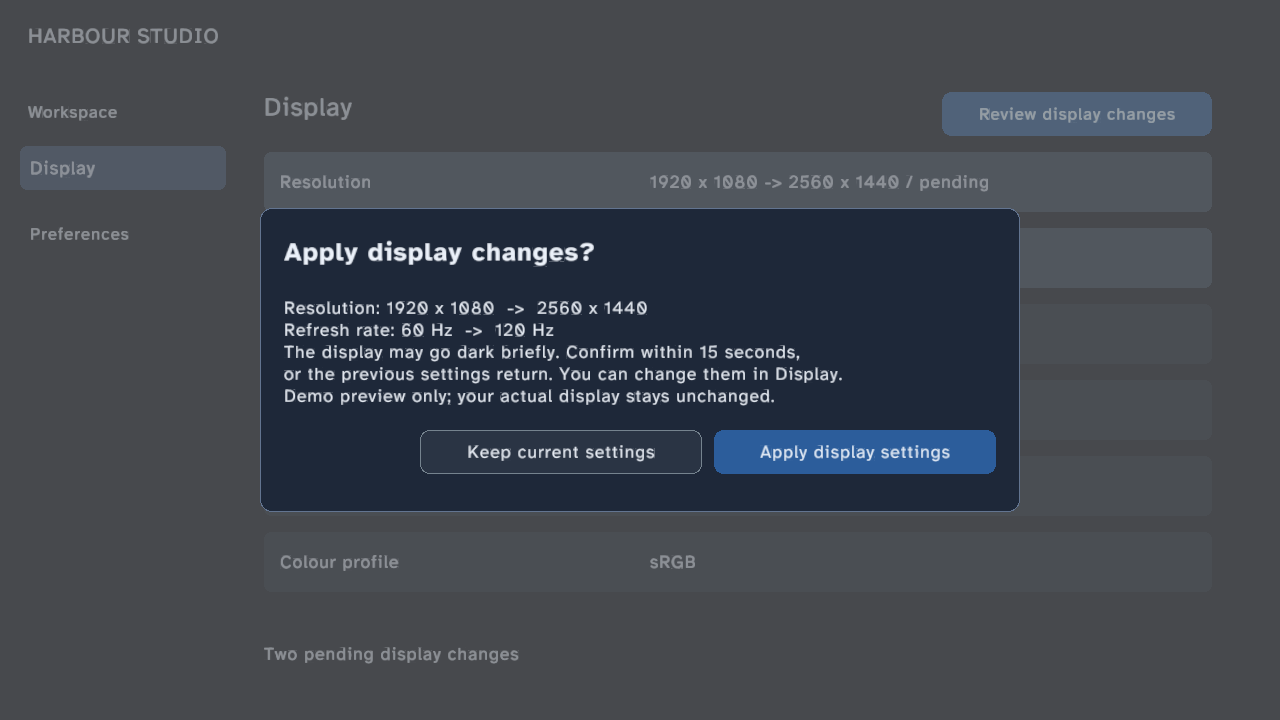 HARBOUR STUDIO
Workspace
Display
Preferences
Display
Review display changes
Resolution 1920 x 1080 -> 2560 x 1440 / pending
Apply display changes?
Resolution: 1920 x 1080 -> 2560 x 1440
Refresh rate: 60 Hz -> 120 Hz
The display may go dark briefly. Confirm within 15 seconds,
or the previous settings return. You can change them in Display.
Demo preview only; your actual display stays unchanged.
Keep current settings
Apply display settings
Colour profile sRGB
Two pending display changes